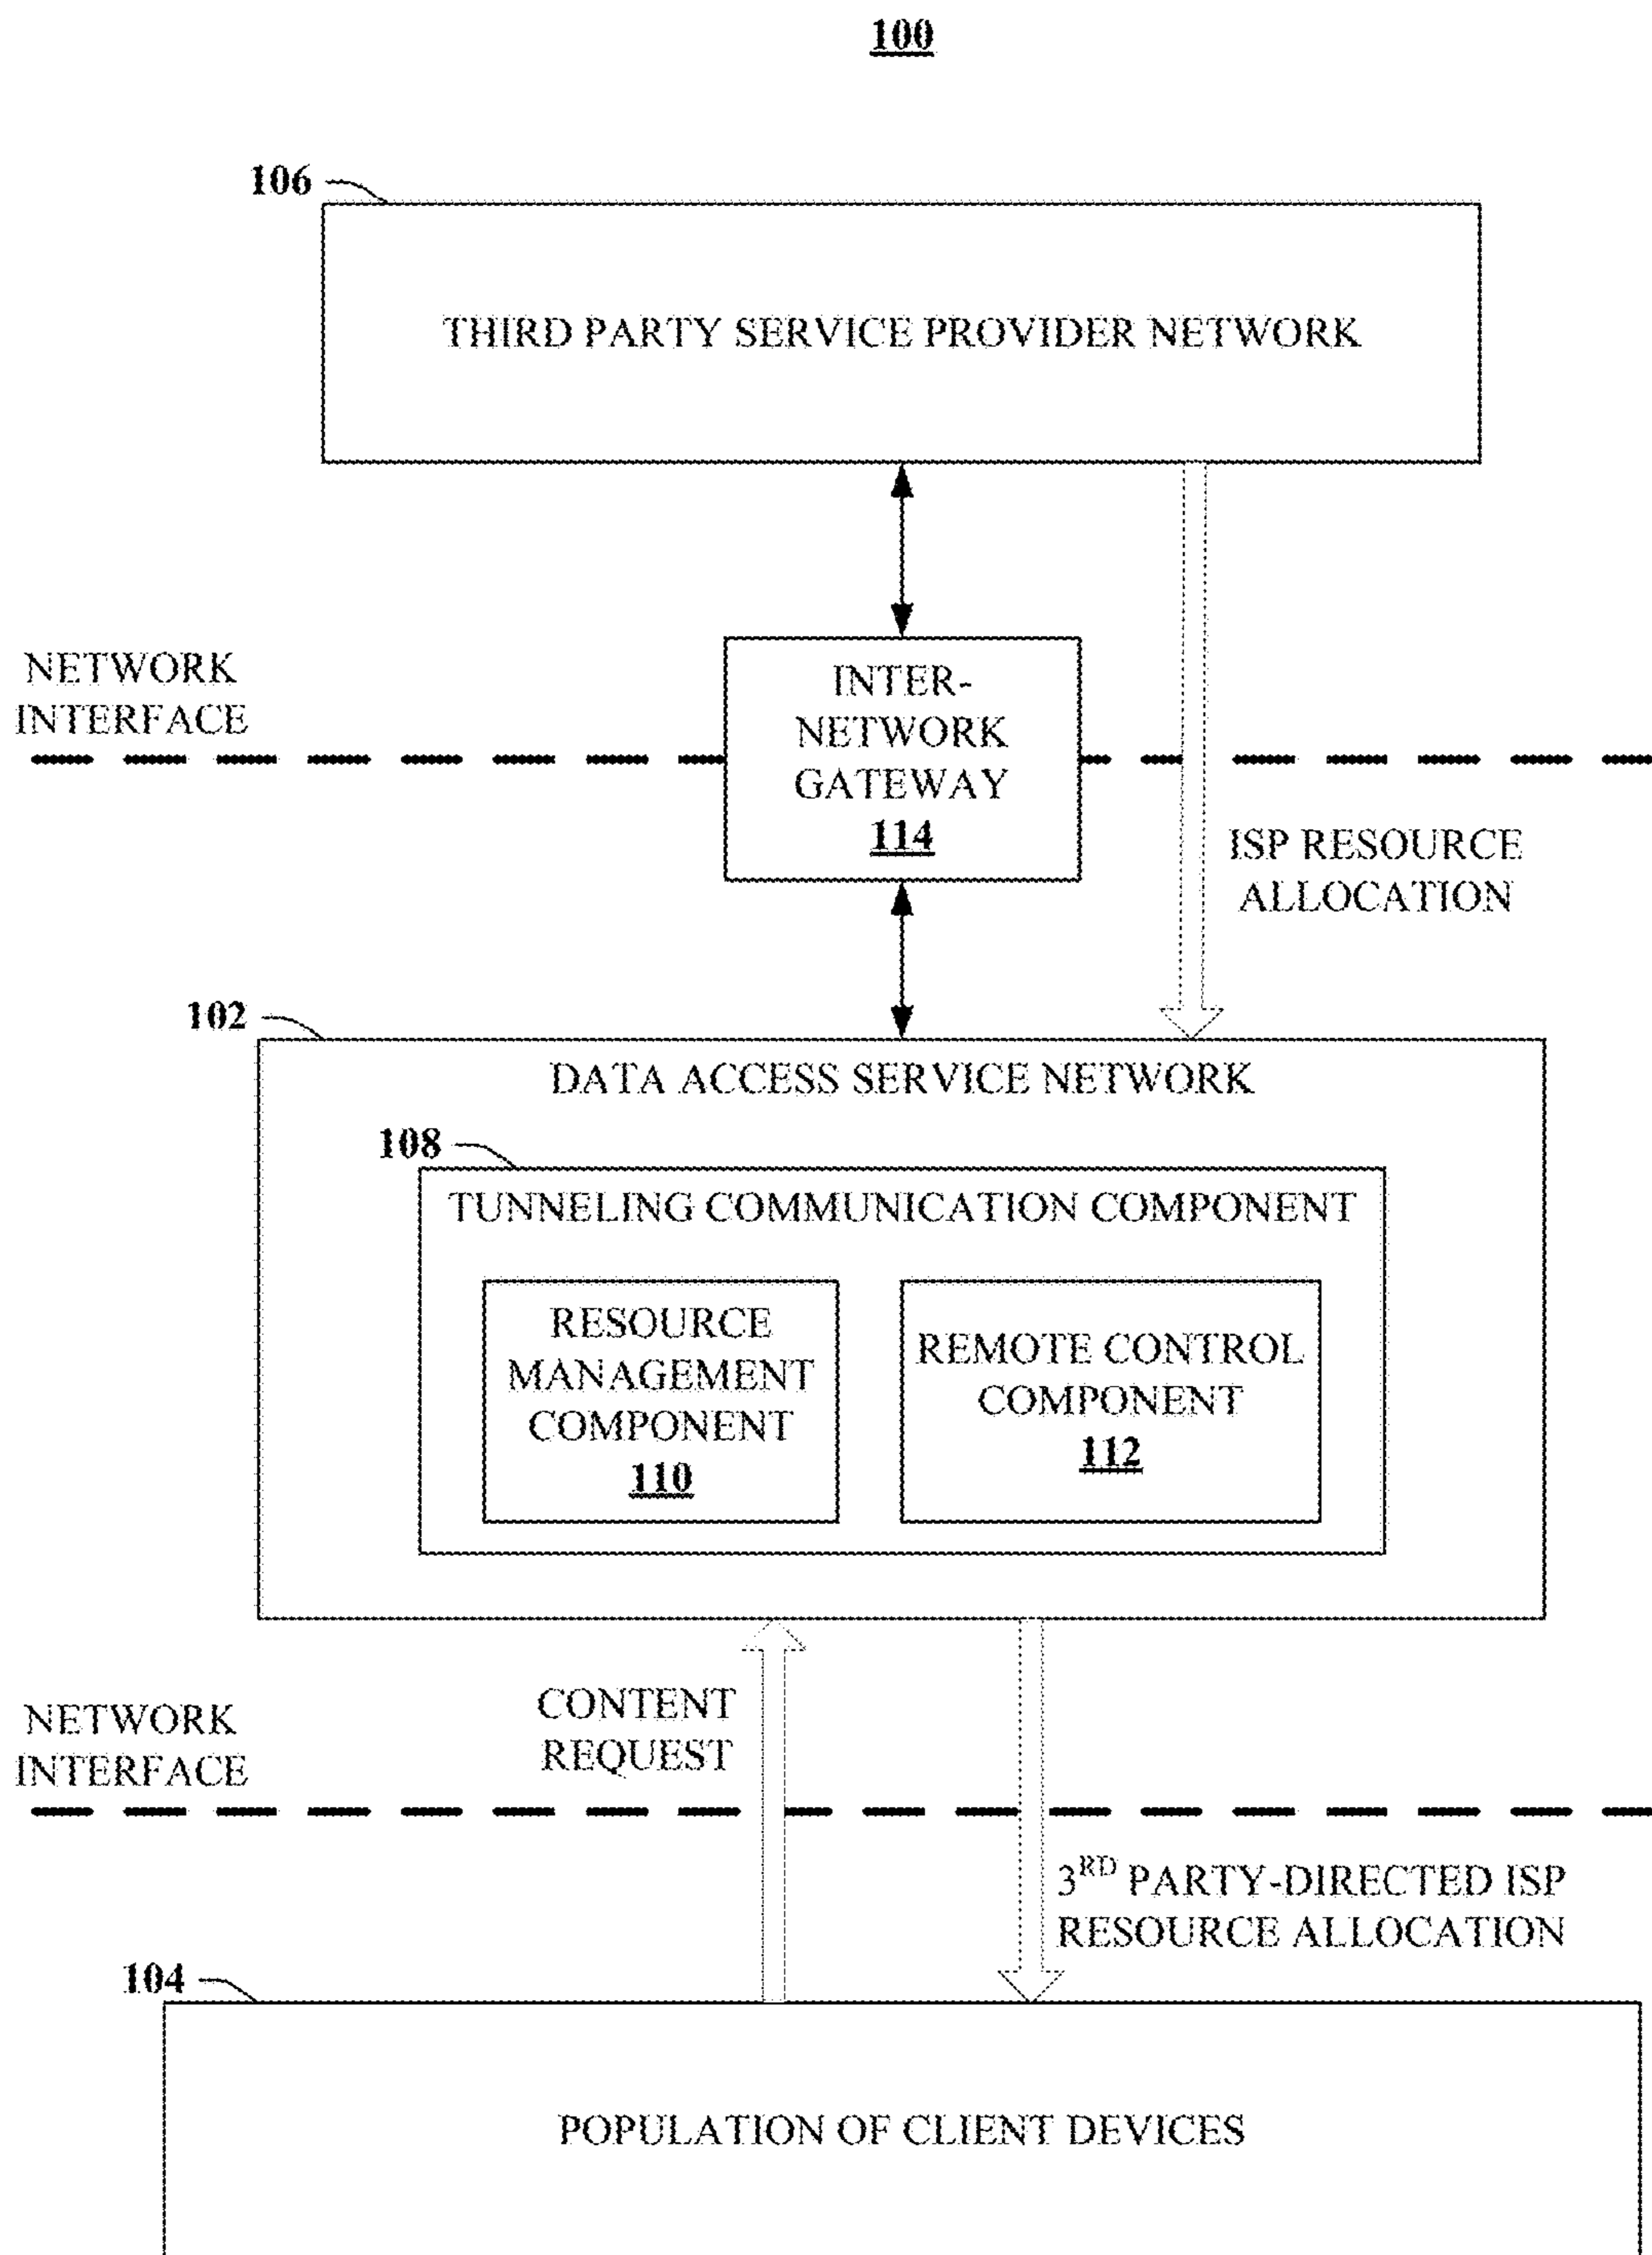 100
106
THIRD PARTY SERVICE PROVIDER NETWORK
NETWORK
INTERFACE
INTER-
NETWORK
GATEWAY
114
ISP RESOURCE
ALLOCATION
102
DATA ACCESS SERVICE NETWORK
108
TUNNELING COMMUNICATION COMPONENT
RESOURCE
MANAGEMENT
COMPONENT
110
REMOTE CONTROL
COMPONENT
112
CONTENT
REQUEST
NETWORK
INTERFACE
3RD PARTY-DIRECTED ISP
RESOURCE ALLOCATION
104
POPULATION OF CLIENT DEVICES